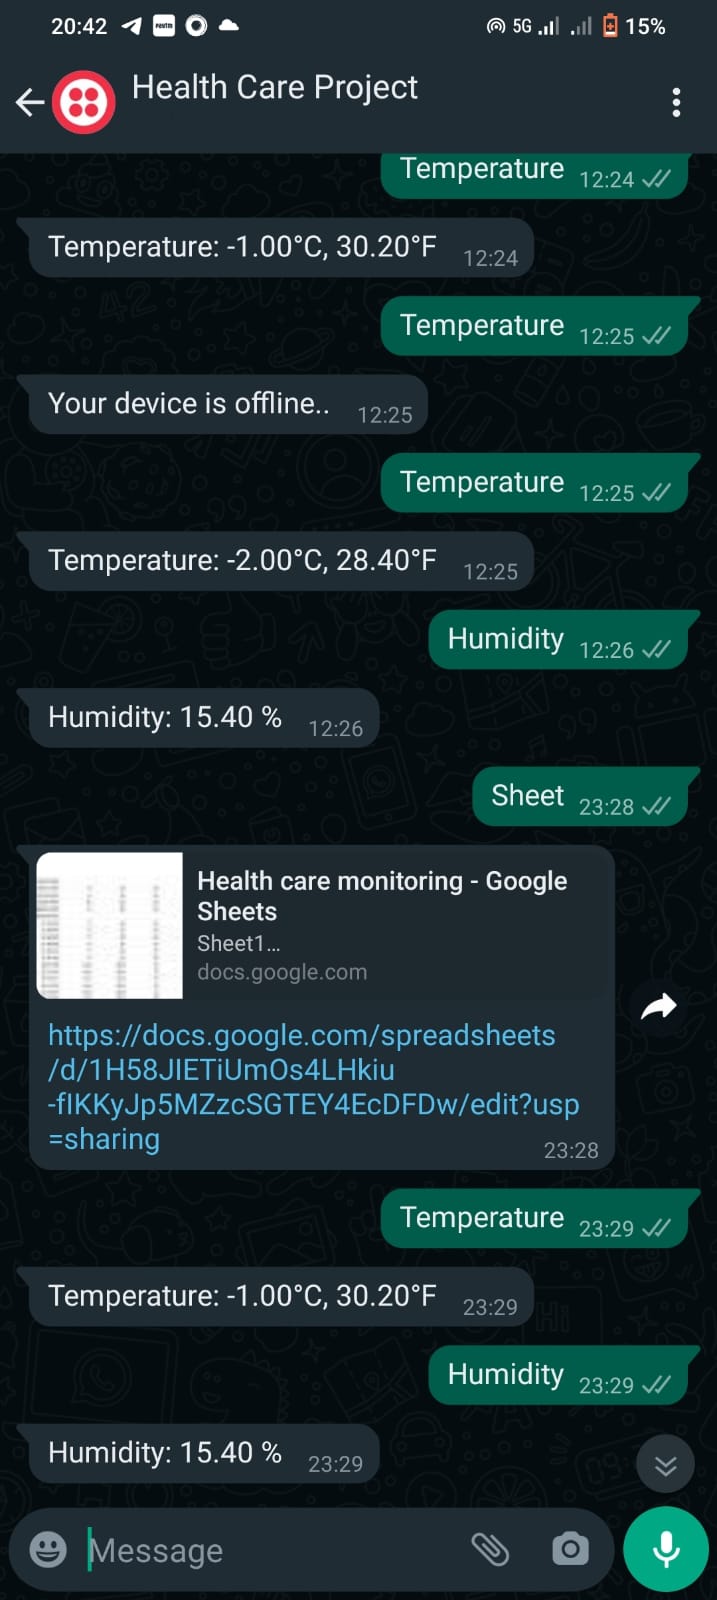 20:42 5G 15%
Health Care Project
Temperature 12:24
Temperature: -1.00°C, 30.20°F 12:24
Temperature 12:25
Your device is offline.. 12:25
Temperature 12:25
Temperature: -2.00°C, 28.40°F 12:25
Humidity 12:26
Humidity: 15.40 % 12:26
Sheet 23:28
Health care monitoring - Google
Sheets
Sheet1...
docs.google.com
https://docs.google.com/spreadsheets
/d/1H58JIETiUmOs4LHkiu
-fIKKyJp5MZzcSGTEY4EcDFDw/edit?usp
=sharing
23:28
Temperature 23:29
Temperature: -1.00°C, 30.20°F 23:29
Humidity 23:29
Humidity: 15.40 % 23:29
Message